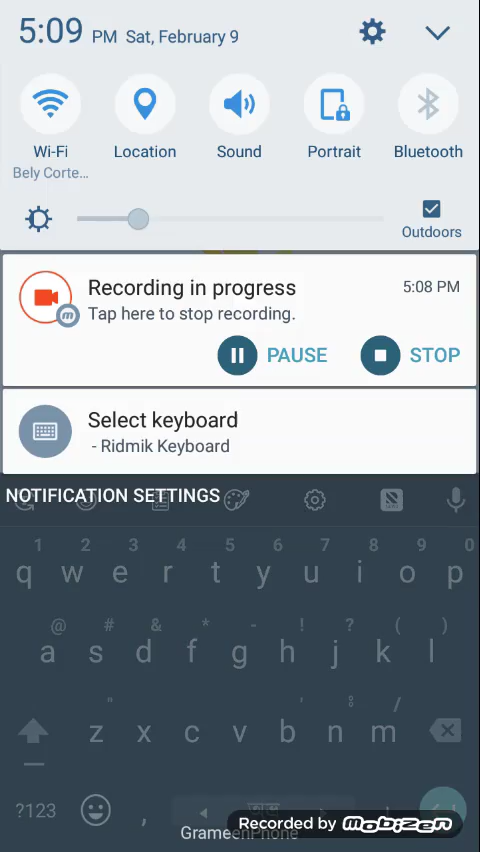 5:09 PM Sat, February 9
Wi-Fi Location Sound Portrait Bluetooth
Bely Corte...
Outdoors
Recording in progress 5:08 PM
Tap here to stop recording.
PAUSE STOP
Select keyboard
- Ridmik Keyboard
NOTIFICATION SETTINGS
1 2 3 4 5 6 7 8 9 0
q w e r t y u i o p
@ # & * - ! ? ( )
a s d f g h j k l
" ' : /
z x c v b n m
?123 ,
Recorded by mobizen
GrameenPhone